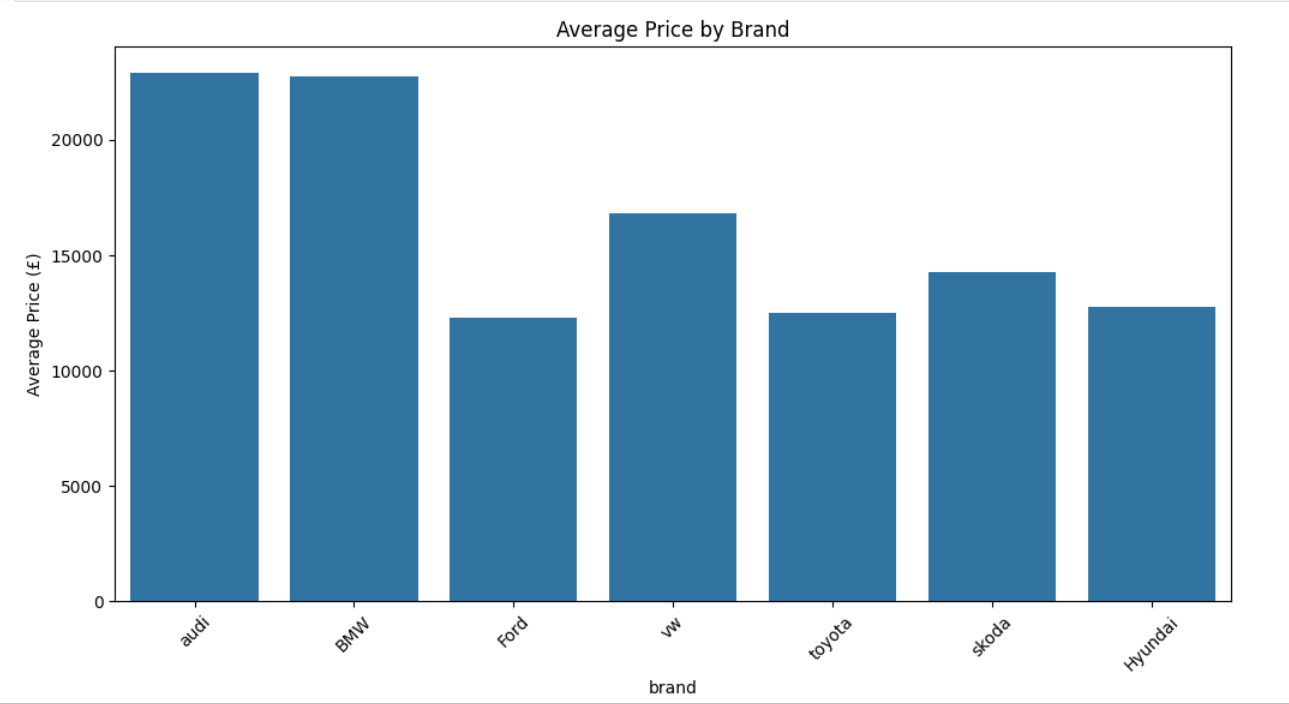 Average Price by Brand
Average Price (£)
20000
15000
10000
5000
0
audi
BMW
Ford
vw
toyota
skoda
Hyundai
brand